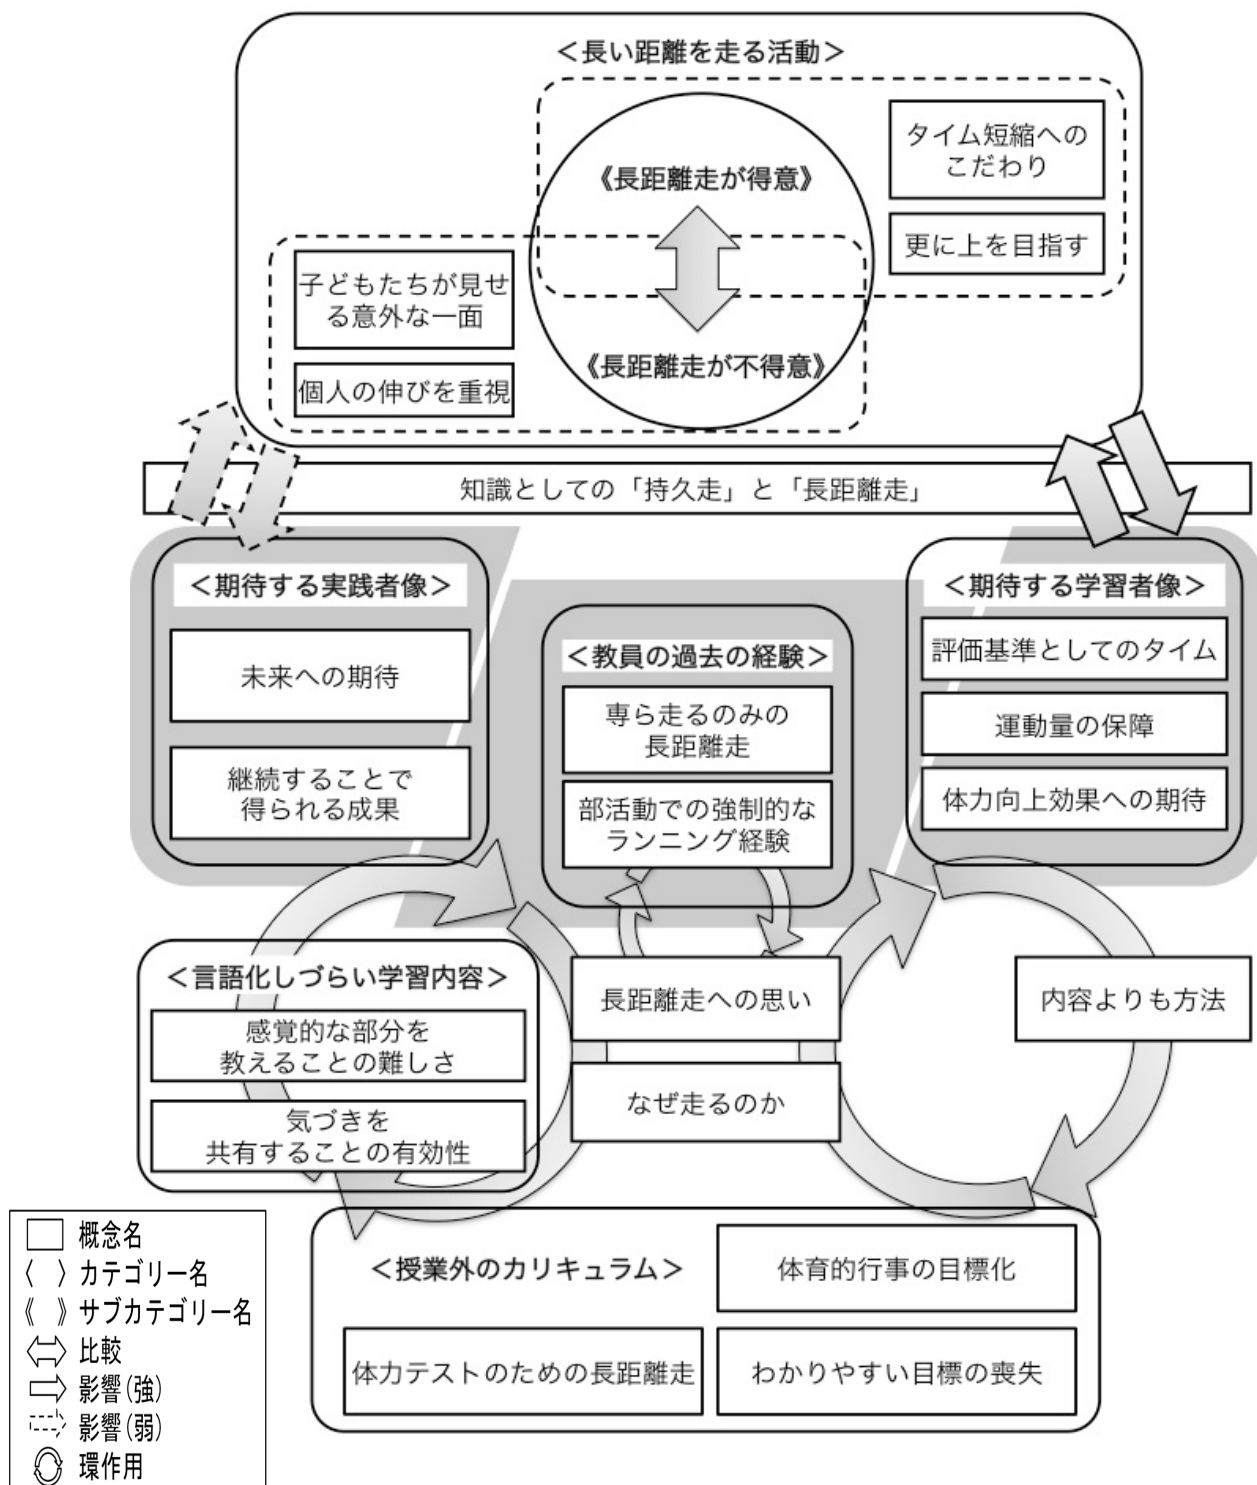 ＜長い距離を走る活動＞
タイム短縮への
こだわり
《長距離走が得意》
更に上を目指す
子どもたちが見せ
る意外な一面
《長距離走が不得意》
個人の伸びを重視
知識としての「持久走」と「長距離走」
＜期待する実践者像＞
未来への期待
継続することで
得られる成果
＜教員の過去の経験＞
専ら走るのみの
長距離走
部活動での強制的な
ランニング経験
＜期待する学習者像＞
評価基準としてのタイム
運動量の保障
体力向上効果への期待
＜言語化しづらい学習内容＞
感覚的な部分を
教えることの難しさ
気づきを
共有することの有効性
長距離走への思い
なぜ走るのか
内容よりも方法
＜授業外のカリキュラム＞
体育的行事の目標化
体力テストのための長距離走
わかりやすい目標の喪失
概念名
〈 〉カテゴリー名
《 》サブカテゴリー名
比較
影響(強)
影響(弱)
環作用